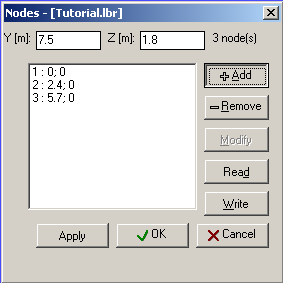 Nodes - [Tutorial.lbr]
Y [m]: 7.5 Z [m]: 1.8 3 node(s)
1 : 0; 0
2 : 2.4; 0
3 : 5.7; 0
Add
Remove
Modify
Read
Write
Apply OK Cancel